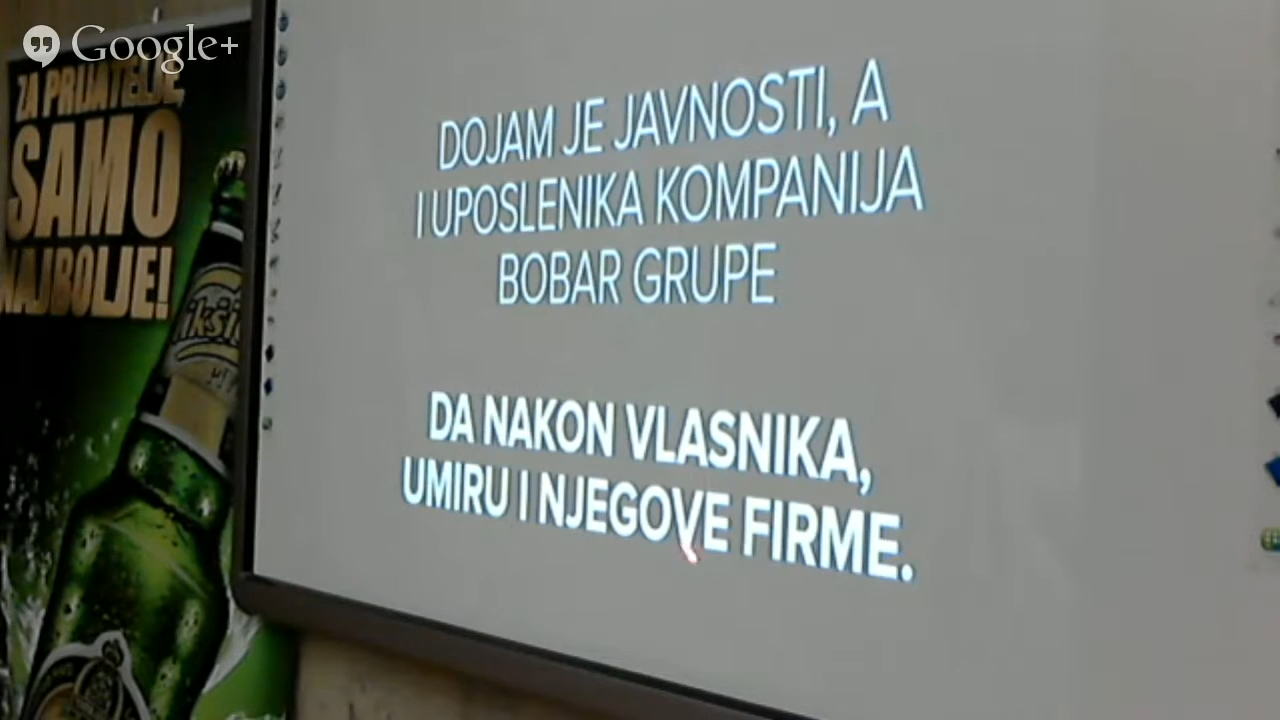 Google+
ZA PRIJATELJE
SAMO
NAJBOLJE!
DOJAM JE JAVNOSTI, A
I UPOSLENIKA KOMPANIJA
BOBAR GRUPE
DA NAKON VLASNIKA,
UMIRU I NJEGOVE FIRME.